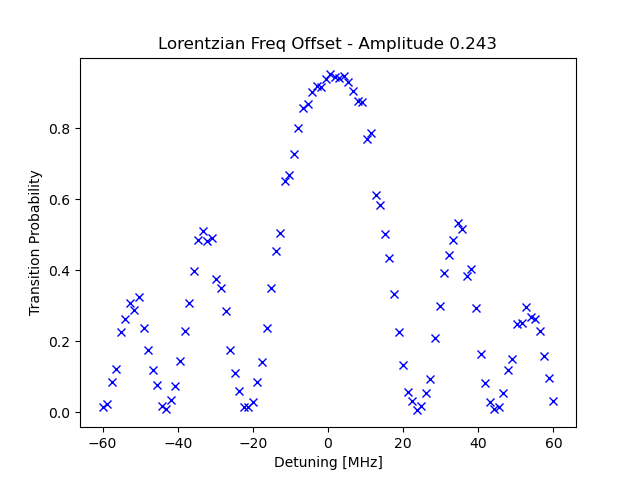 Lorentzian Freq Offset - Amplitude 0.243
Transition Probability
0.8
0.6
0.4
0.2
0.0
−60 −40 −20 0 20 40 60
Detuning [MHz]